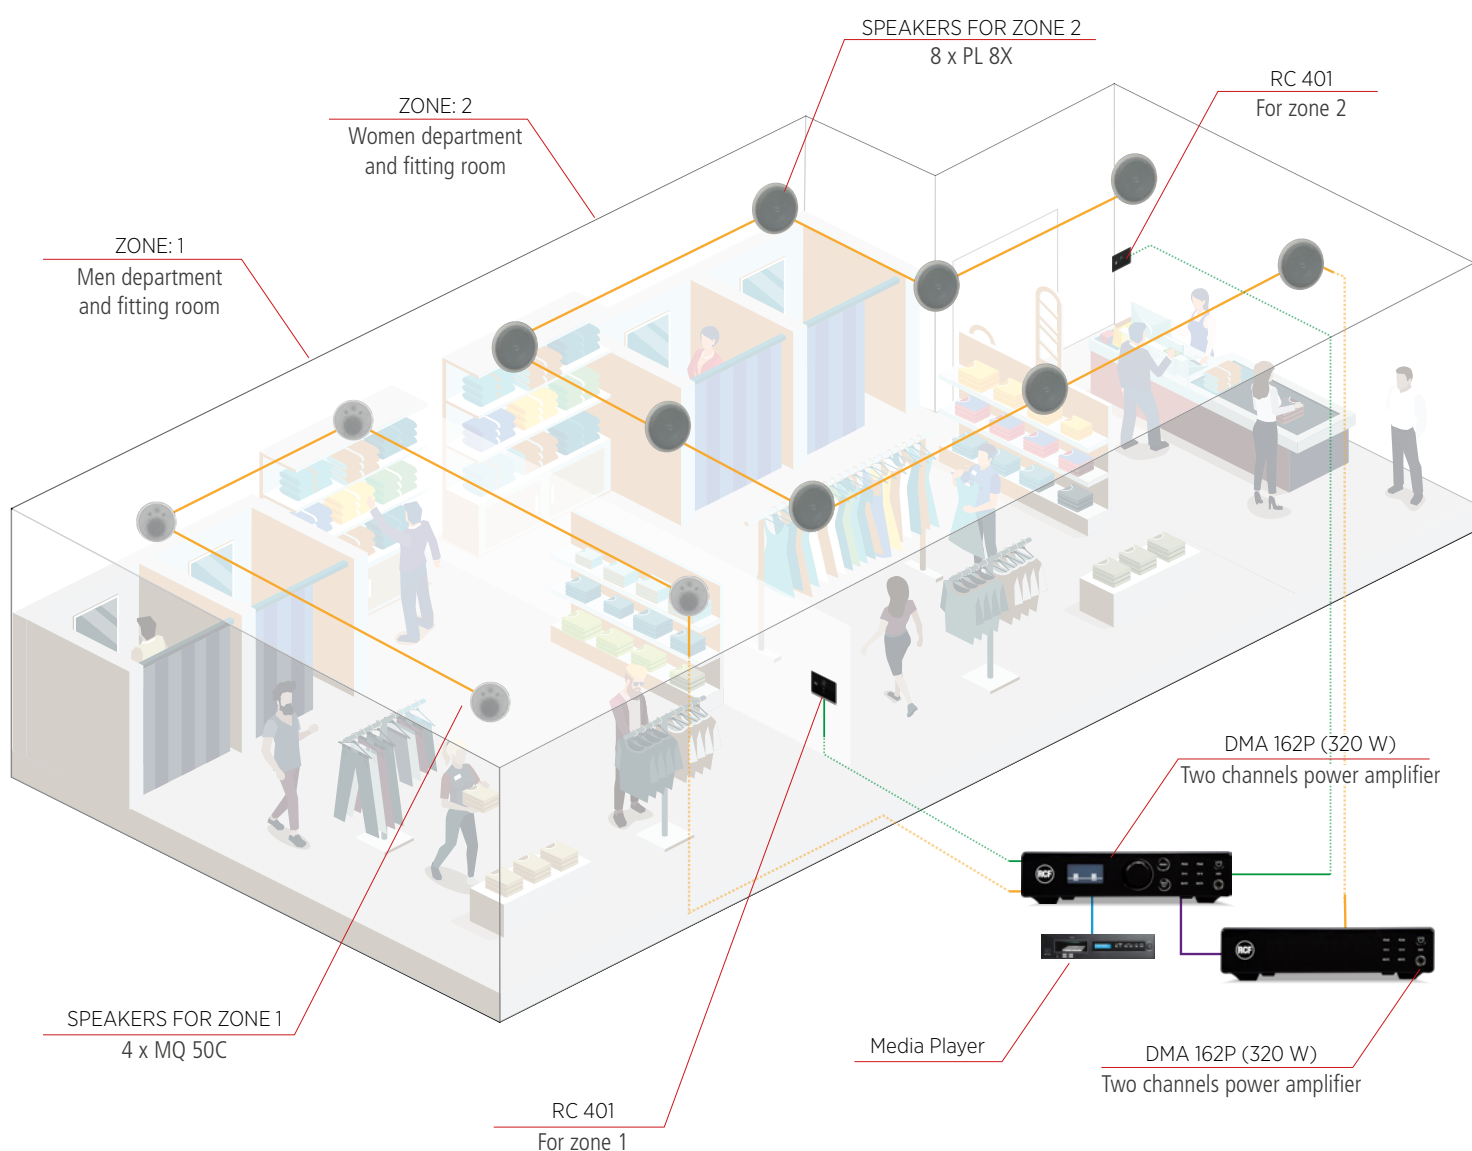 SPEAKERS FOR ZONE 2
8 x PL 8X
RC 401
For zone 2
ZONE: 2
Women department
and fitting room
ZONE: 1
Men department
and fitting room
DMA 162P (320 W)
Two channels power amplifier
RCF
RCF
SPEAKERS FOR ZONE 1
4 x MQ 50C
Media Player
DMA 162P (320 W)
Two channels power amplifier
RC 401
For zone 1